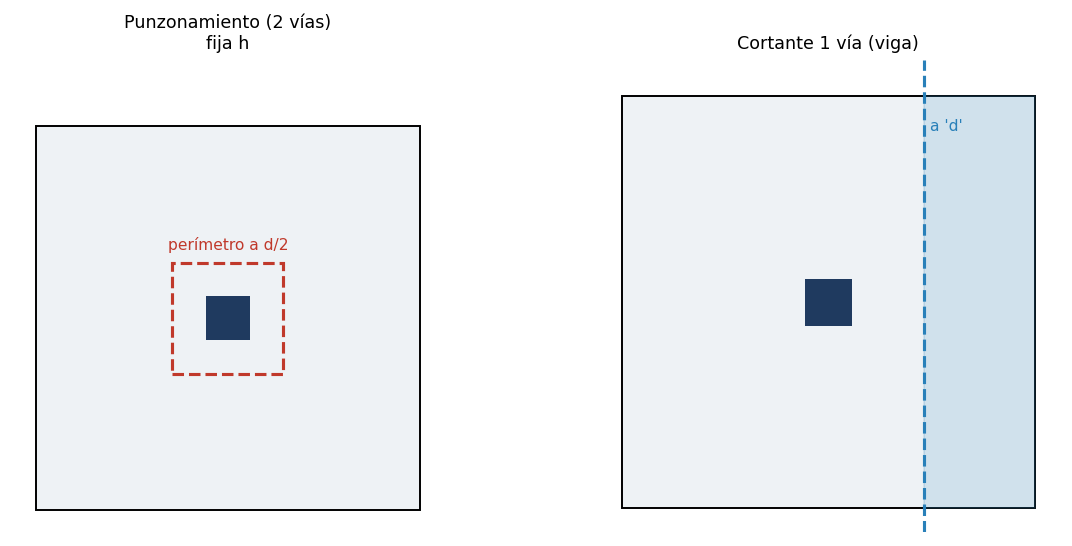 Punzonamiento (2 vías)
fija h
perímetro a d/2
Cortante 1 vía (viga)
a 'd'